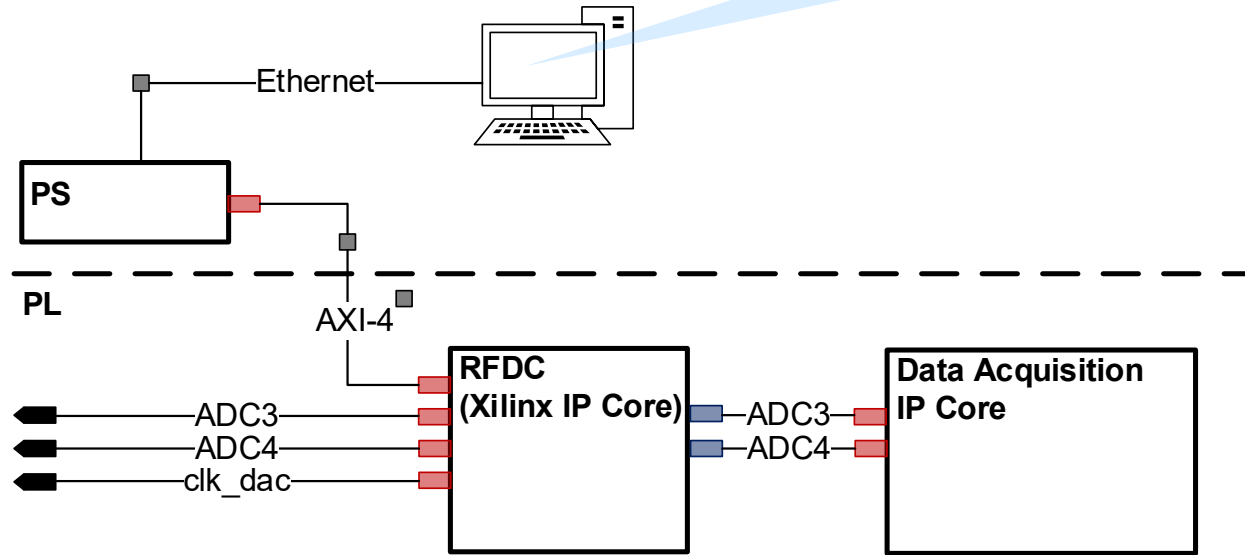 Ethernet
PS
PL
AXI-4
RFDC
(Xilinx IP Core)
Data Acquisition
IP Core
ADC3
ADC3
ADC4
ADC4
clk_dac